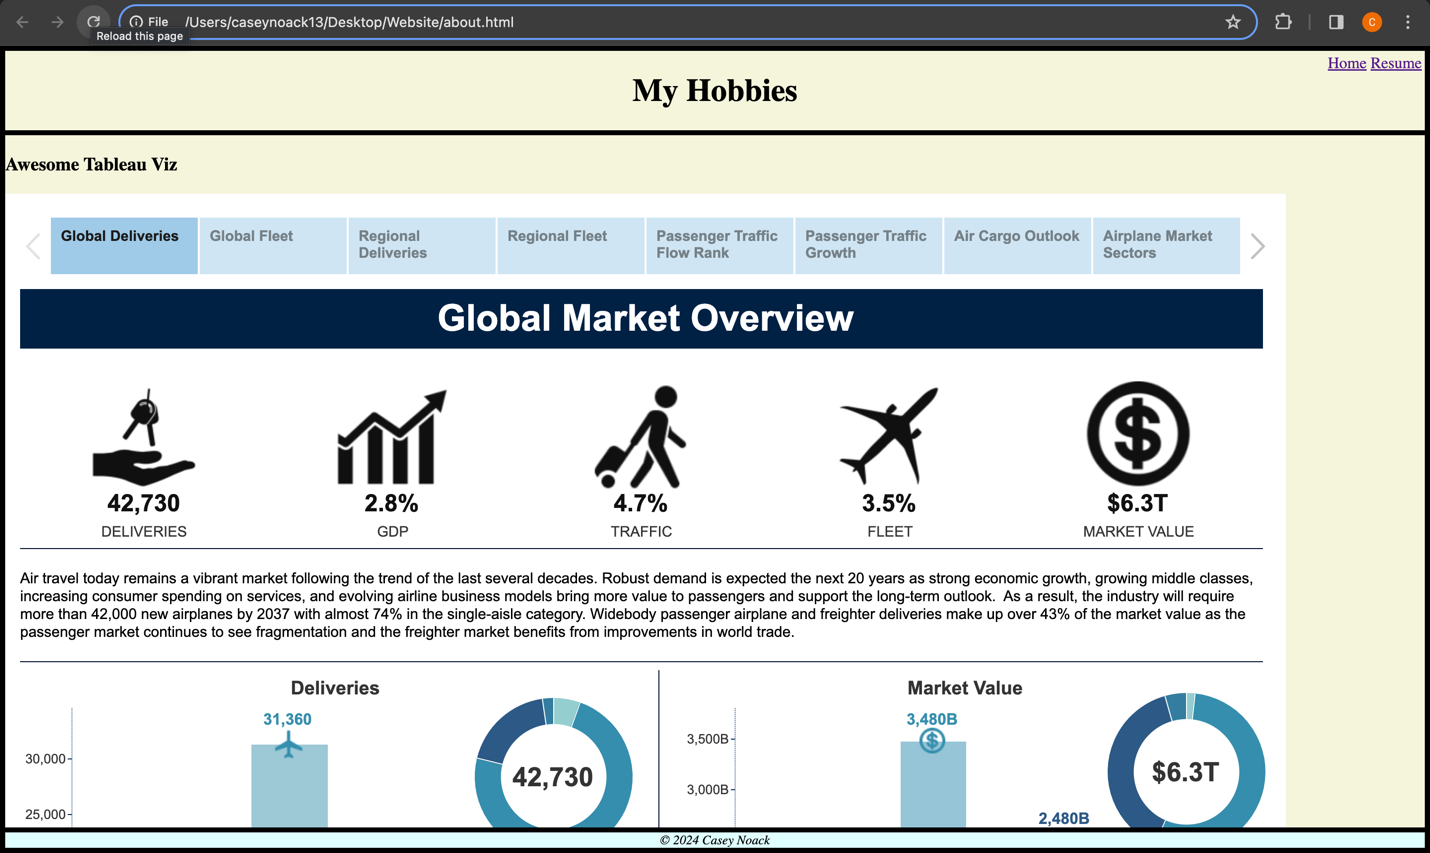 File /Users/caseynoack13/Desktop/Website/about.html
C
Reload this page
Home Resume
My Hobbies
Awesome Tableau Viz
Global Deliveries
Global Fleet
Regional
Deliveries
Regional Fleet
Passenger Traffic
Flow Rank
Passenger Traffic
Growth
Air Cargo Outlook
Airplane Market
Sectors
Global Market Overview
42,730
DELIVERIES
2.8%
GDP
4.7%
TRAFFIC
3.5%
FLEET
$
$6.3T
MARKET VALUE
Air travel today remains a vibrant market following the trend of the last several decades. Robust demand is expected the next 20 years as strong economic growth, growing middle classes,
increasing consumer spending on services, and evolving airline business models bring more value to passengers and support the long-term outlook.  As a result, the industry will require
more than 42,000 new airplanes by 2037 with almost 74% in the single-aisle category. Widebody passenger airplane and freighter deliveries make up over 43% of the market value as the
passenger market continues to see fragmentation and the freighter market benefits from improvements in world trade.
Deliveries
31,360
30,000
25,000
42,730
Market Value
3,480B
$
3,500B
3,000B
2,480B
$6.3T
© 2024 Casey Noack